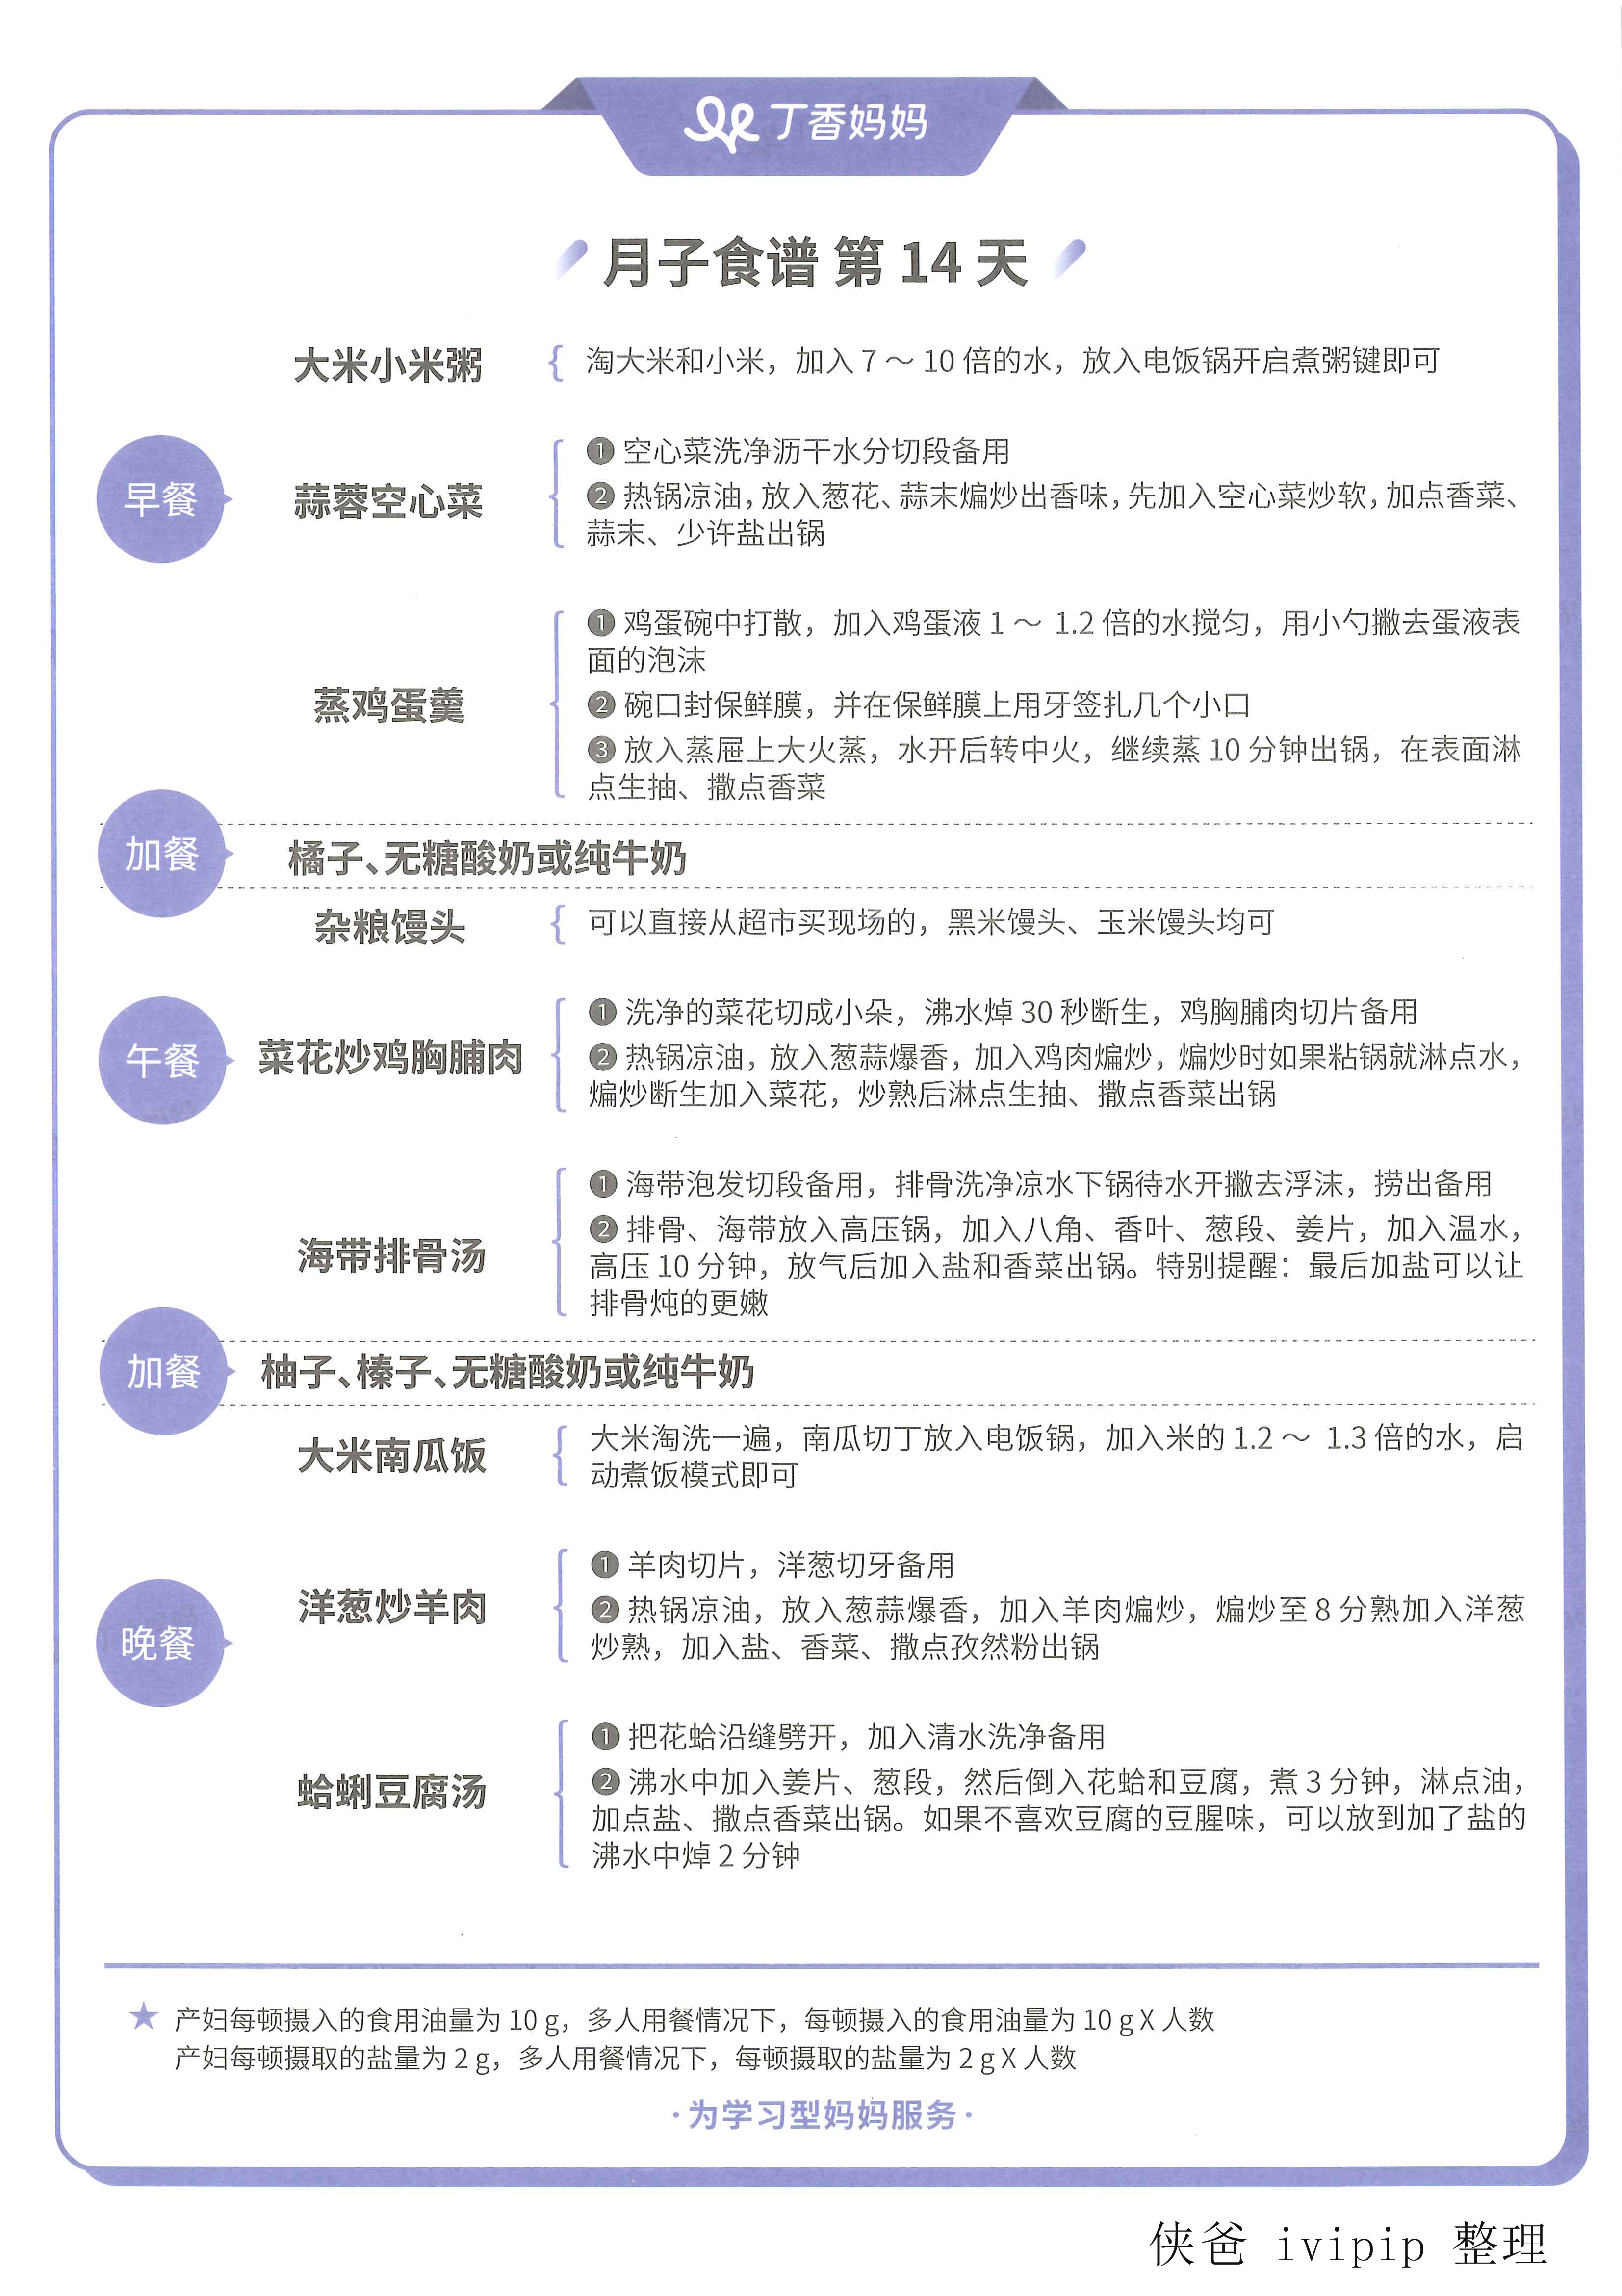 丁香妈妈
月子食谱 第 14 天
早餐
大米小米粥
淘大米和小米，加入 7 ～ 10 倍的水，放入电饭锅开启煮粥键即可
蒜蓉空心菜
❶ 空心菜洗净沥干水分切段备用
❷ 热锅凉油，放入葱花、蒜末煸炒出香味，先加入空心菜炒软，加点香菜、
蒜末、少许盐出锅
蒸鸡蛋羹
❶ 鸡蛋碗中打散，加入鸡蛋液 1 ～ 1.2 倍的水搅匀，用小勺撇去蛋液表
面的泡沫
❷ 碗口封保鲜膜，并在保鲜膜上用牙签扎几个小口
❸ 放入蒸屉上大火蒸，水开后转中火，继续蒸 10 分钟出锅，在表面淋
点生抽、撒点香菜
加餐
橘子、无糖酸奶或纯牛奶
午餐
杂粮馒头
可以直接从超市买现场的，黑米馒头、玉米馒头均可
菜花炒鸡胸脯肉
❶ 洗净的菜花切成小朵，沸水焯 30 秒断生，鸡胸脯肉切片备用
❷ 热锅凉油，放入葱蒜爆香，加入鸡肉煸炒，煸炒时如果粘锅就淋点水，
煸炒断生加入菜花，炒熟后淋点生抽、撒点香菜出锅
海带排骨汤
❶ 海带泡发切段备用，排骨洗净凉水下锅待水开撇去浮沫，捞出备用
❷ 排骨、海带放入高压锅，加入八角、香叶、葱段、姜片，加入温水，
高压 10 分钟，放气后加入盐和香菜出锅。特别提醒：最后加盐可以让
排骨炖的更嫩
加餐
柚子、榛子、无糖酸奶或纯牛奶
晚餐
大米南瓜饭
大米淘洗一遍，南瓜切丁放入电饭锅，加入米的 1.2 ～ 1.3 倍的水，启
动煮饭模式即可
洋葱炒羊肉
❶ 羊肉切片，洋葱切牙备用
❷ 热锅凉油，放入葱蒜爆香，加入羊肉煸炒，煸炒至 8 分熟加入洋葱
炒熟，加入盐、香菜、撒点孜然粉出锅
蛤蜊豆腐汤
❶ 把花蛤沿缝劈开，加入清水洗净备用
❷ 沸水中加入姜片、葱段，然后倒入花蛤和豆腐，煮 3 分钟，淋点油，
加点盐、撒点香菜出锅。如果不喜欢豆腐的豆腥味，可以放到加了盐的
沸水中焯 2 分钟
★ 产妇每顿摄入的食用油量为 10 g，多人用餐情况下，每顿摄入的食用油量为 10 g X 人数
产妇每顿摄取的盐量为 2 g，多人用餐情况下，每顿摄取的盐量为 2 g X 人数
·为学习型妈妈服务·
侠爸 ivipip 整理